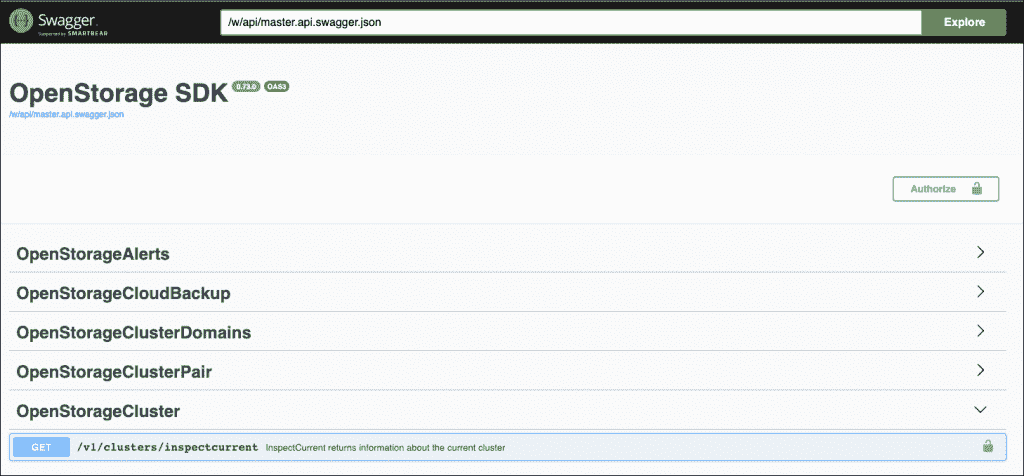 Swagger.
Supported by SMARTBEAR
/w/api/master.api.swagger.json
Explore
OpenStorage SDK 0.73.0 OAS3
/w/api/master.api.swagger.json
Authorize
OpenStorageAlerts
OpenStorageCloudBackup
OpenStorageClusterDomains
OpenStorageClusterPair
OpenStorageCluster
GET /v1/clusters/inspectcurrent InspectCurrent returns information about the current cluster